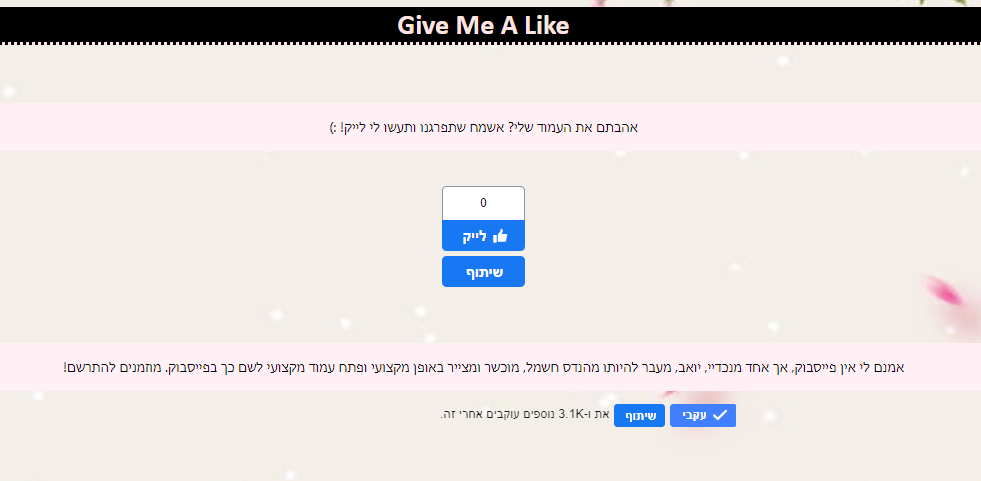 Give Me A Like
אהבתם את העמוד שלי? אשמח שתפרגנו ותעשו לי לייק! :)
0
לייק
שיתוף
אמנם לי אין פייסבוק, אך אחד מנכדיי, יואב, מעבר להיותו מהנדס חשמל, מוכשר ומצייר באופן מקצועי ופתח עמוד מקצועי לשם כך בפייסבוק. מוזמנים להתרשם!
עקבי שיתוף את ו-3.1K נוספים עוקבים אחרי זה.